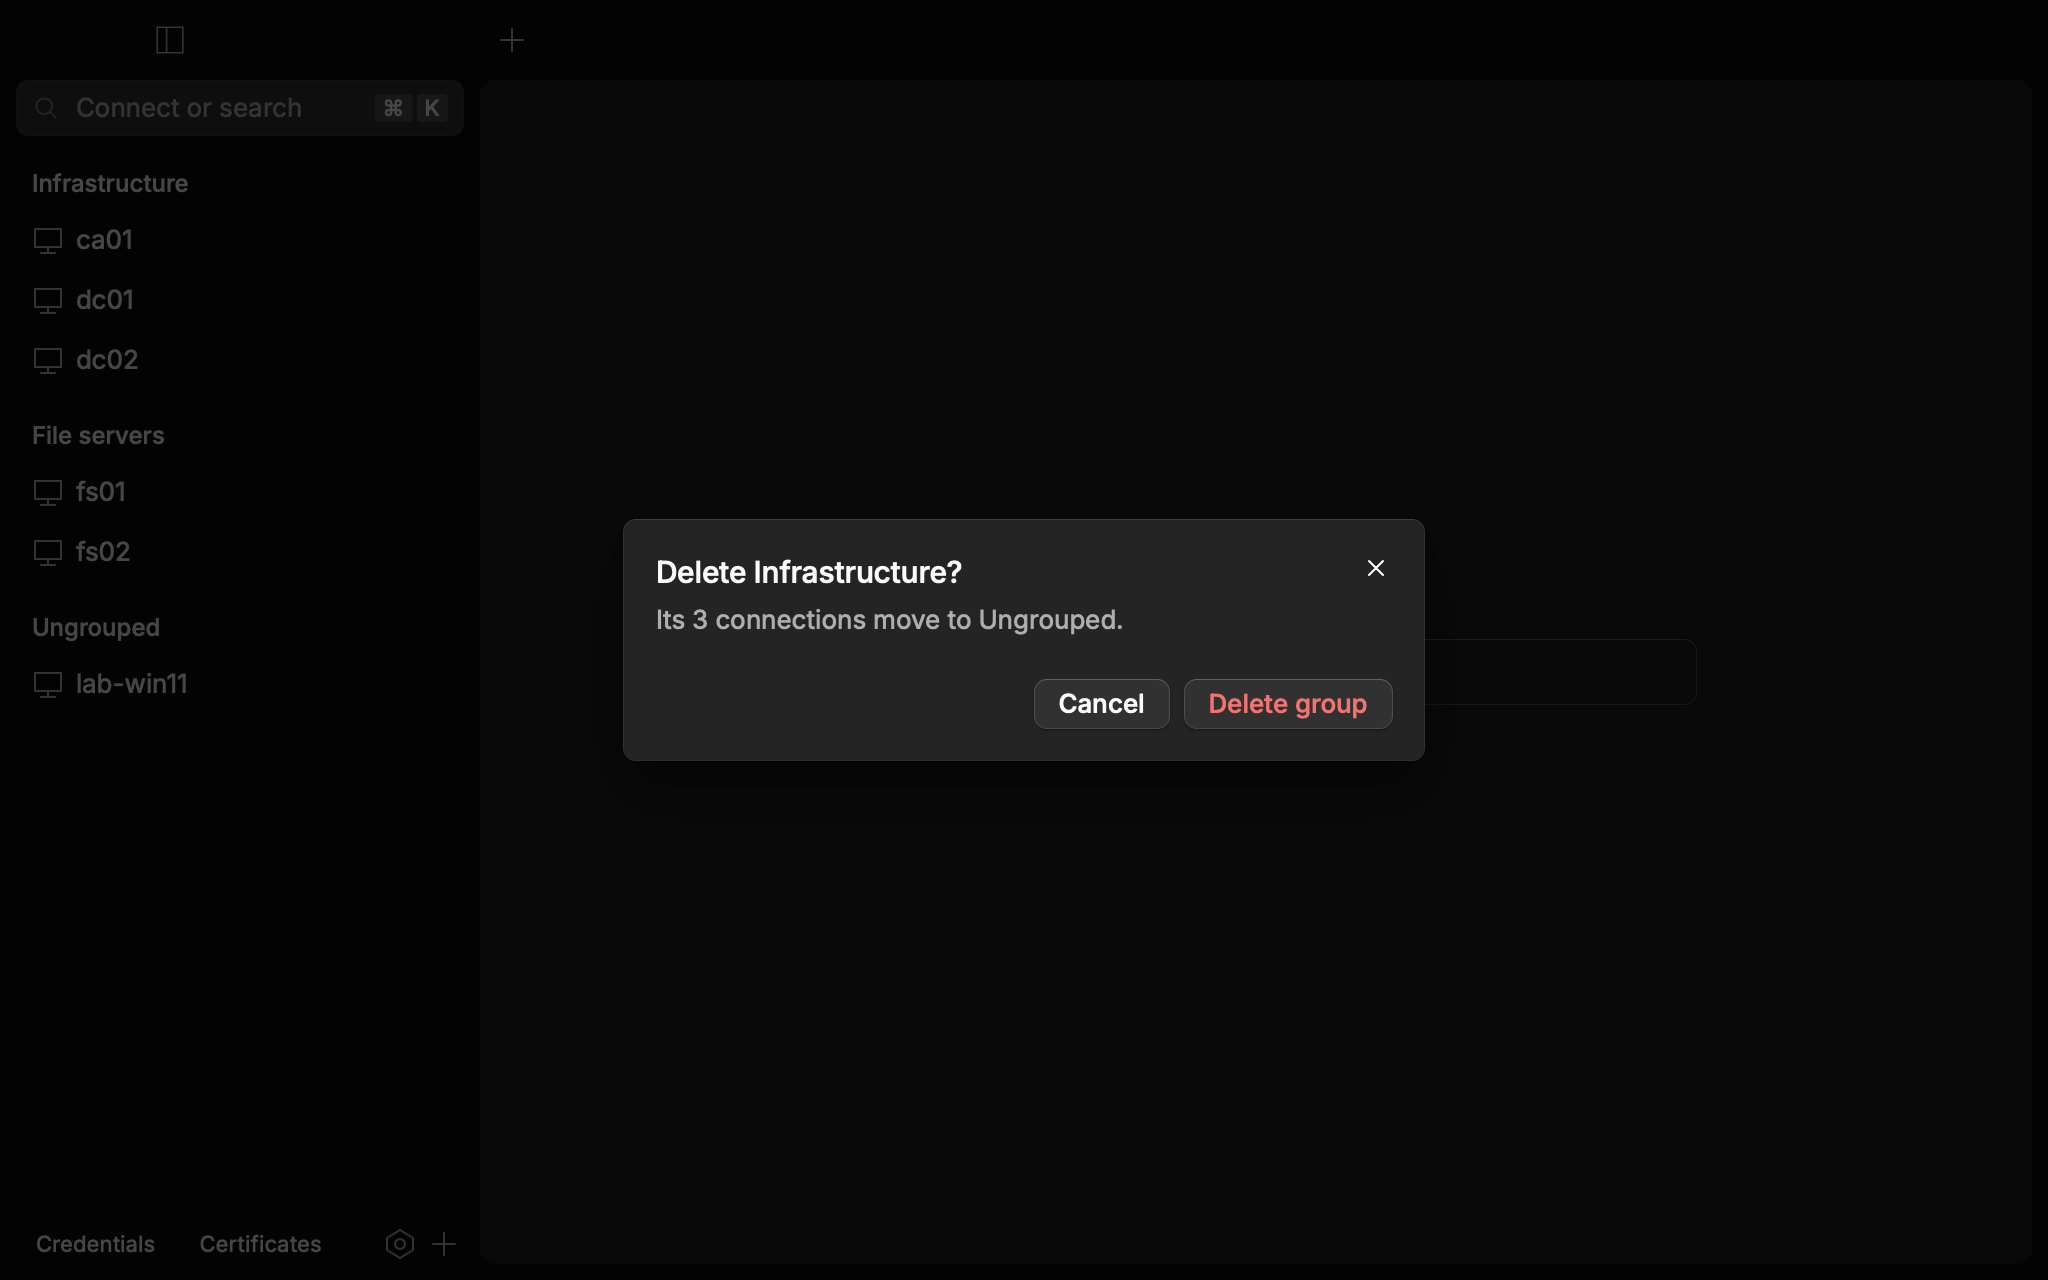 Connect or search ⌘ K
Infrastructure
ca01
dc01
dc02
File servers
fs01
fs02
Ungrouped
lab-win11
Delete Infrastructure?
Its 3 connections move to Ungrouped.
Cancel Delete group
Credentials Certificates